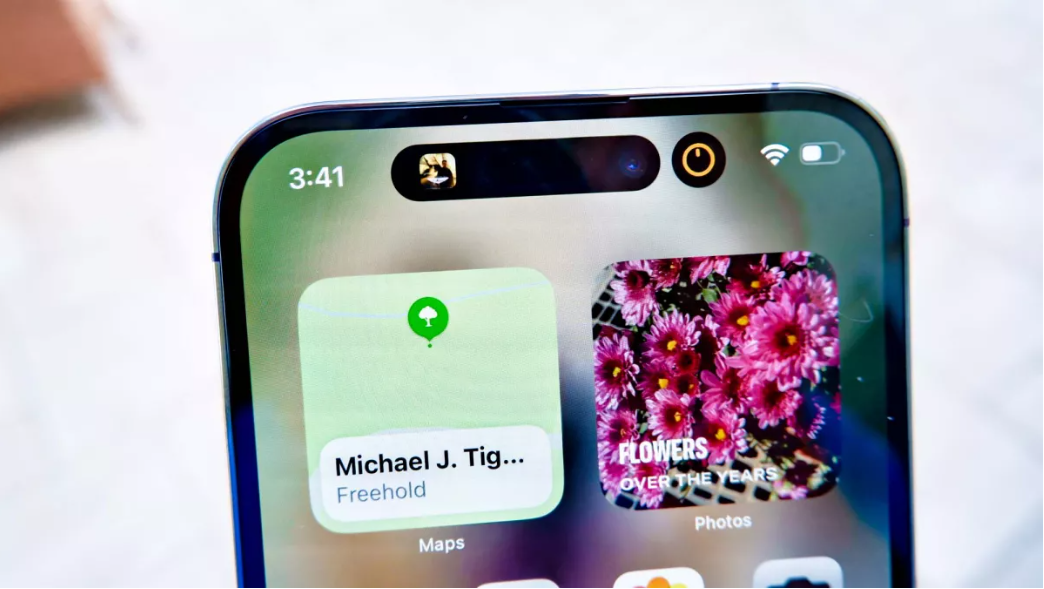 3:41
Michael J. Tig...
Freehold
FLOWERS
OVER THE YEARS
Maps
Photos